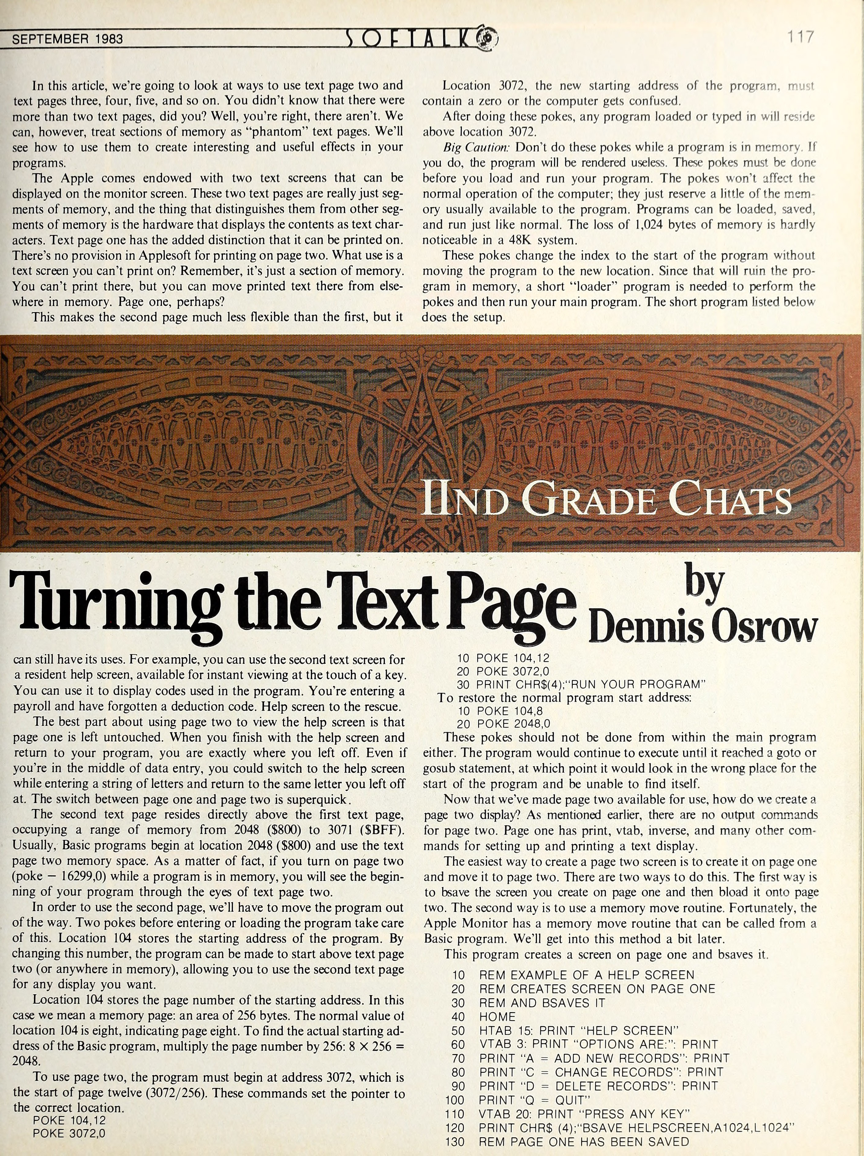 SEPTEMBER 1983
SOFTALK
117
In this article, we're going to look at ways to use text page two and
text pages three, four, five, and so on. You didn't know that there were
more than two text pages, did you? Well, you're right, there aren't. We
can, however, treat sections of memory as "phantom" text pages. We'll
see how to use them to create interesting and useful effects in your
programs.
The Apple comes endowed with two text screens that can be
displayed on the monitor screen. These two text pages are really just seg-
ments of memory, and the thing that distinguishes them from other seg-
ments of memory is the hardware that displays the contents as text char-
acters. Text page one has the added distinction that it can be printed on.
There's no provision in Applesoft for printing on page two. What use is a
text screen you can't print on? Remember, it's just a section of memory.
You can't print there, but you can move printed text there from else-
where in memory. Page one, perhaps?
This makes the second page much less flexible than the first, but it
Location 3072, the new starting address of the program, must
contain a zero or the computer gets confused.
After doing these pokes, any program loaded or typed in will reside
above location 3072.
Big Caution: Don't do these pokes while a program is in memory. If
you do, the program will be rendered useless. These pokes must be done
before you load and run your program. The pokes won't affect the
normal operation of the computer; they just reserve a little of the mem-
ory usually available to the program. Programs can be loaded, saved,
and run just like normal. The loss of 1,024 bytes of memory is hardly
noticeable in a 48K system.
These pokes change the index to the start of the program without
moving the program to the new location. Since that will ruin the pro-
gram in memory, a short "loader" program is needed to perform the
pokes and then run your main program. The short program listed below
does the setup.
IIND GRADE CHATS
Turning the Text Page
by
Dennis Osrow
can still have its uses. For example, you can use the second text screen for
a resident help screen, available for instant viewing at the touch of a key.
You can use it to display codes used in the program. You're entering a
payroll and have forgotten a deduction code. Help screen to the rescue.
The best part about using page two to view the help screen is that
page one is left untouched. When you finish with the help screen and
return to your program, you are exactly where you left off. Even if
you're in the middle of data entry, you could switch to the help screen
while entering a string of letters and return to the same letter you left off
at. The switch between page one and page two is superquick.
The second text page resides directly above the first text page,
occupying a range of memory from 2048 ($800) to 3071 ($BFF).
Usually, Basic programs begin at location 2048 ($800) and use the text
page two memory space. As a matter of fact, if you turn on page two
(poke − 16299,0) while a program is in memory, you will see the begin-
ning of your program through the eyes of text page two.
In order to use the second page, we'll have to move the program out
of the way. Two pokes before entering or loading the program take care
of this. Location 104 stores the starting address of the program. By
changing this number, the program can be made to start above text page
two (or anywhere in memory), allowing you to use the second text page
for any display you want.
Location 104 stores the page number of the starting address. In this
case we mean a memory page: an area of 256 bytes. The normal value of
location 104 is eight, indicating page eight. To find the actual starting ad-
dress of the Basic program, multiply the page number by 256: 8 × 256 =
2048.
To use page two, the program must begin at address 3072, which is
the start of page twelve (3072/256). These commands set the pointer to
the correct location.
POKE 104,12
POKE 3072,0
10 POKE 104,12
20 POKE 3072,0
30 PRINT CHR$(4);"RUN YOUR PROGRAM"
To restore the normal program start address:
10 POKE 104,8
20 POKE 2048,0
These pokes should not be done from within the main program
either. The program would continue to execute until it reached a goto or
gosub statement, at which point it would look in the wrong place for the
start of the program and be unable to find itself.
Now that we've made page two available for use, how do we create a
page two display? As mentioned earlier, there are no output commands
for page two. Page one has print, vtab, inverse, and many other com-
mands for setting up and printing a text display.
The easiest way to create a page two screen is to create it on page one
and move it to page two. There are two ways to do this. The first way is
to bsave the screen you create on page one and then bload it onto page
two. The second way is to use a memory move routine. Fortunately, the
Apple Monitor has a memory move routine that can be called from a
Basic program. We'll get into this method a bit later.
This program creates a screen on page one and bsaves it.
10 REM EXAMPLE OF A HELP SCREEN
20 REM CREATES SCREEN ON PAGE ONE
30 REM AND BSAVES IT
40 HOME
50 HTAB 15: PRINT "HELP SCREEN"
60 VTAB 3: PRINT "OPTIONS ARE:": PRINT
70 PRINT "A = ADD NEW RECORDS": PRINT
80 PRINT "C = CHANGE RECORDS": PRINT
90 PRINT "D = DELETE RECORDS": PRINT
100 PRINT "Q = QUIT"
110 VTAB 20: PRINT "PRESS ANY KEY"
120 PRINT CHR$ (4);"BSAVE HELPSCREEN,A1024,L1024"
130 REM PAGE ONE HAS BEEN SAVED